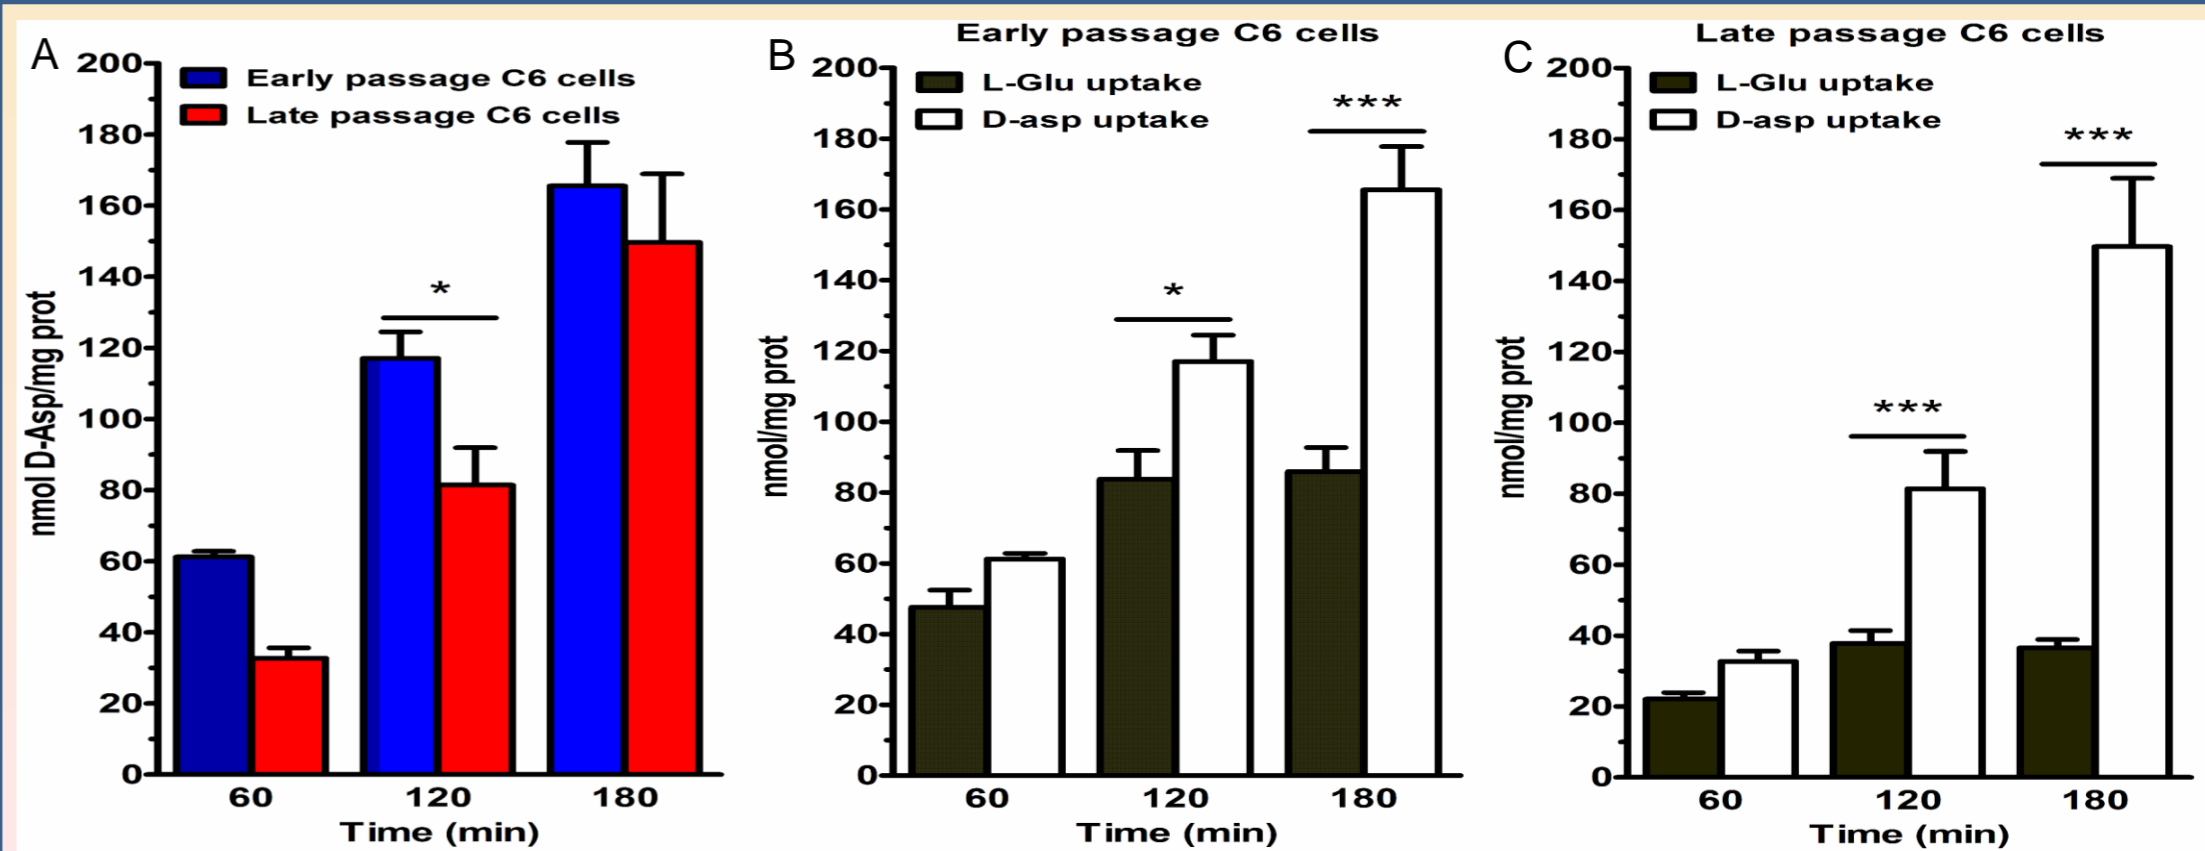 A
nmol D-Asp/mg prot
200
180
160
140
120
100
80
60
40
20
0
Early passage C6 cells
Late passage C6 cells
*
60 120 180
Time (min)
B
Early passage C6 cells
nmol/mg prot
200
180
160
140
120
100
80
60
40
20
0
L-Glu uptake
D-asp uptake
***
*
60 120 180
Time (min)
C
Late passage C6 cells
nmol/mg prot
200
180
160
140
120
100
80
60
40
20
0
L-Glu uptake
D-asp uptake
***
***
60 120 180
Time (min)